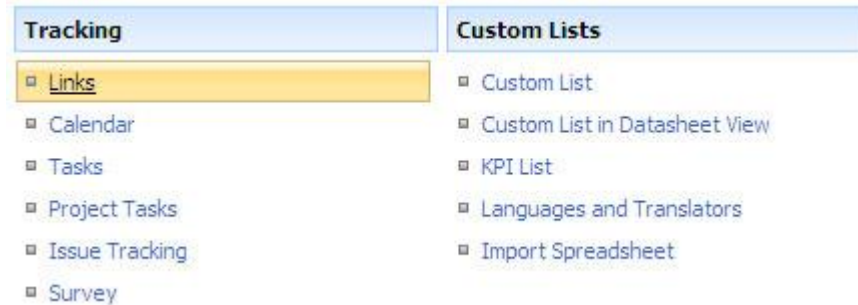 Tracking
Links
Calendar
Tasks
Project Tasks
Issue Tracking
Survey
Custom Lists
Custom List
Custom List in Datasheet View
KPI List
Languages and Translators
Import Spreadsheet